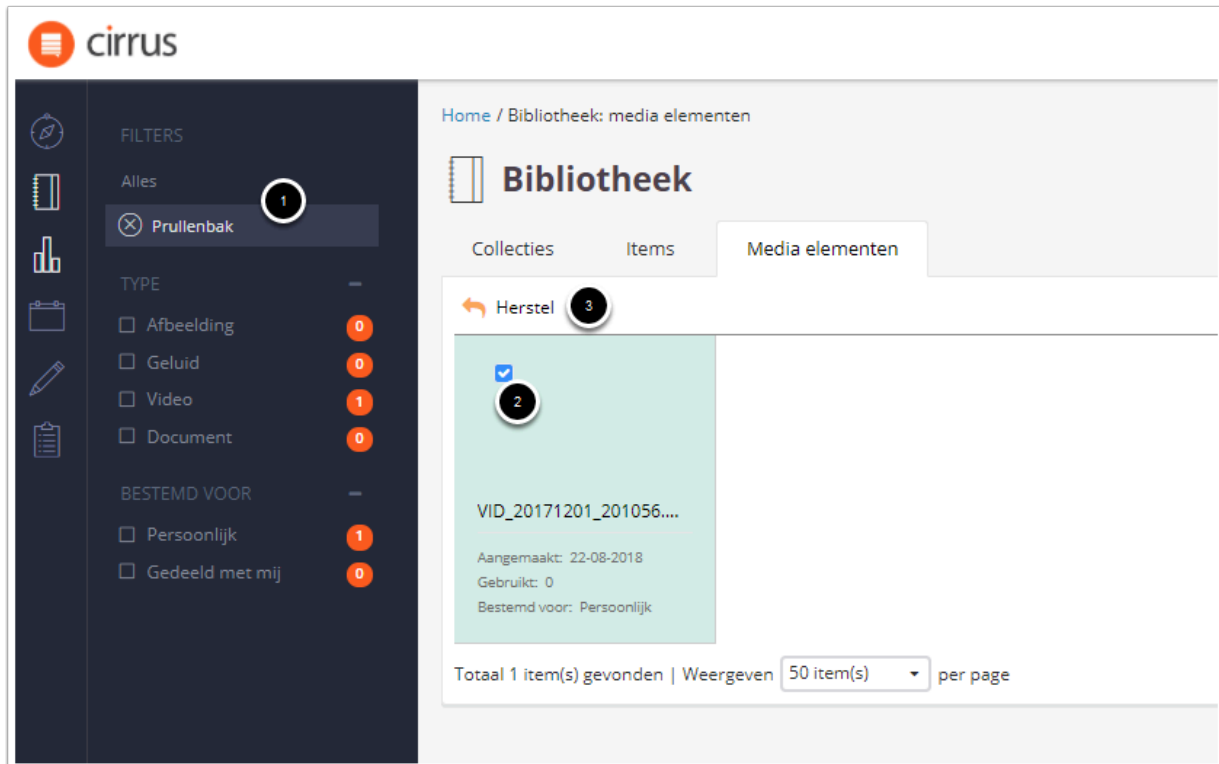 cirrus
FILTERS
Alles
1
Prullenbak
TYPE
Afbeelding 0
Geluid 0
Video 1
Document 0
BESTEMD VOOR
Persoonlijk 1
Gedeeld met mij 0
Home / Bibliotheek: media elementen
Bibliotheek
Collecties Items Media elementen
Herstel 3
2
VID_20171201_201056....
Aangemaakt: 22-08-2018
Gebruikt: 0
Bestemd voor: Persoonlijk
Totaal 1 item(s) gevonden | Weergeven 50 item(s) per page